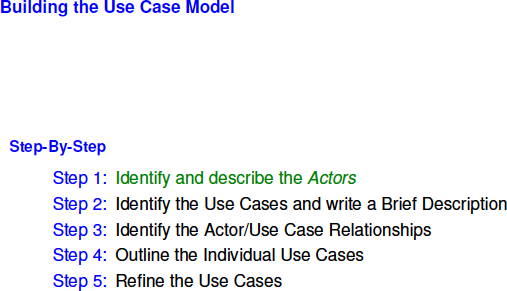 Building the Use Case Model
Step-By-Step
Step 1: Identify and describe the Actors
Step 2: Identify the Use Cases and write a Brief Description
Step 3: Identify the Actor/Use Case Relationships
Step 4: Outline the Individual Use Cases
Step 5: Refine the Use Cases